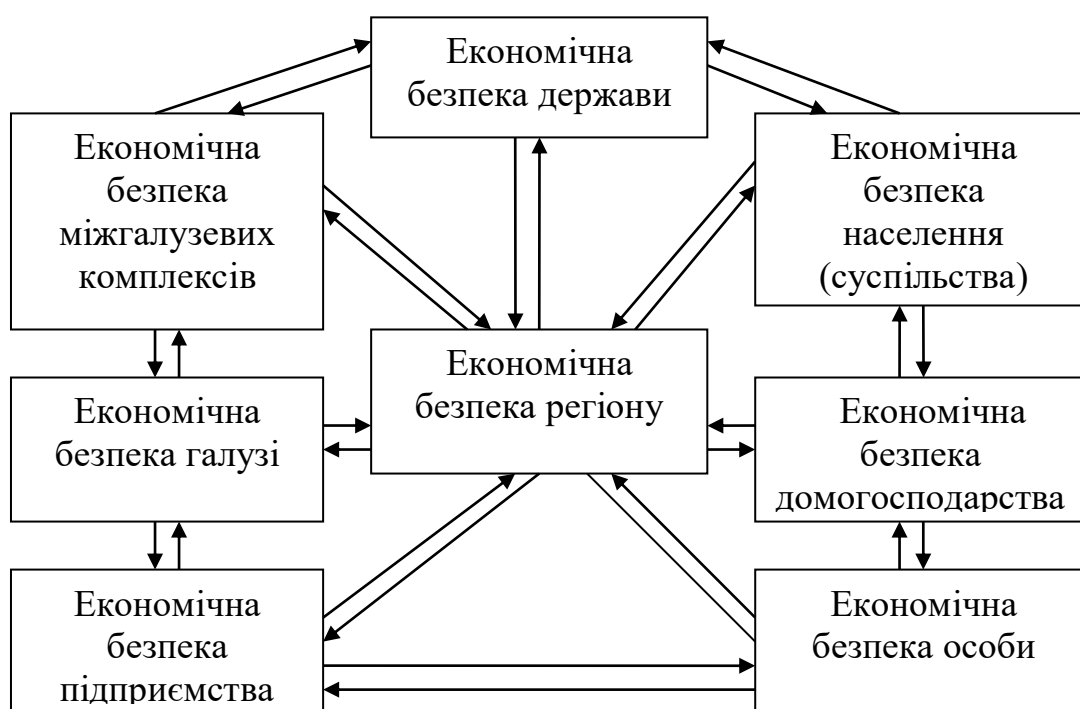 Економічна
безпека держави
Економічна
безпека
міжгалузевих
комплексів
Економічна
безпека
населення
(суспільства)
Економічна
безпека регіону
Економічна
безпека галузі
Економічна
безпека
домогосподарства
Економічна
безпека
підприємства
Економічна
безпека особи